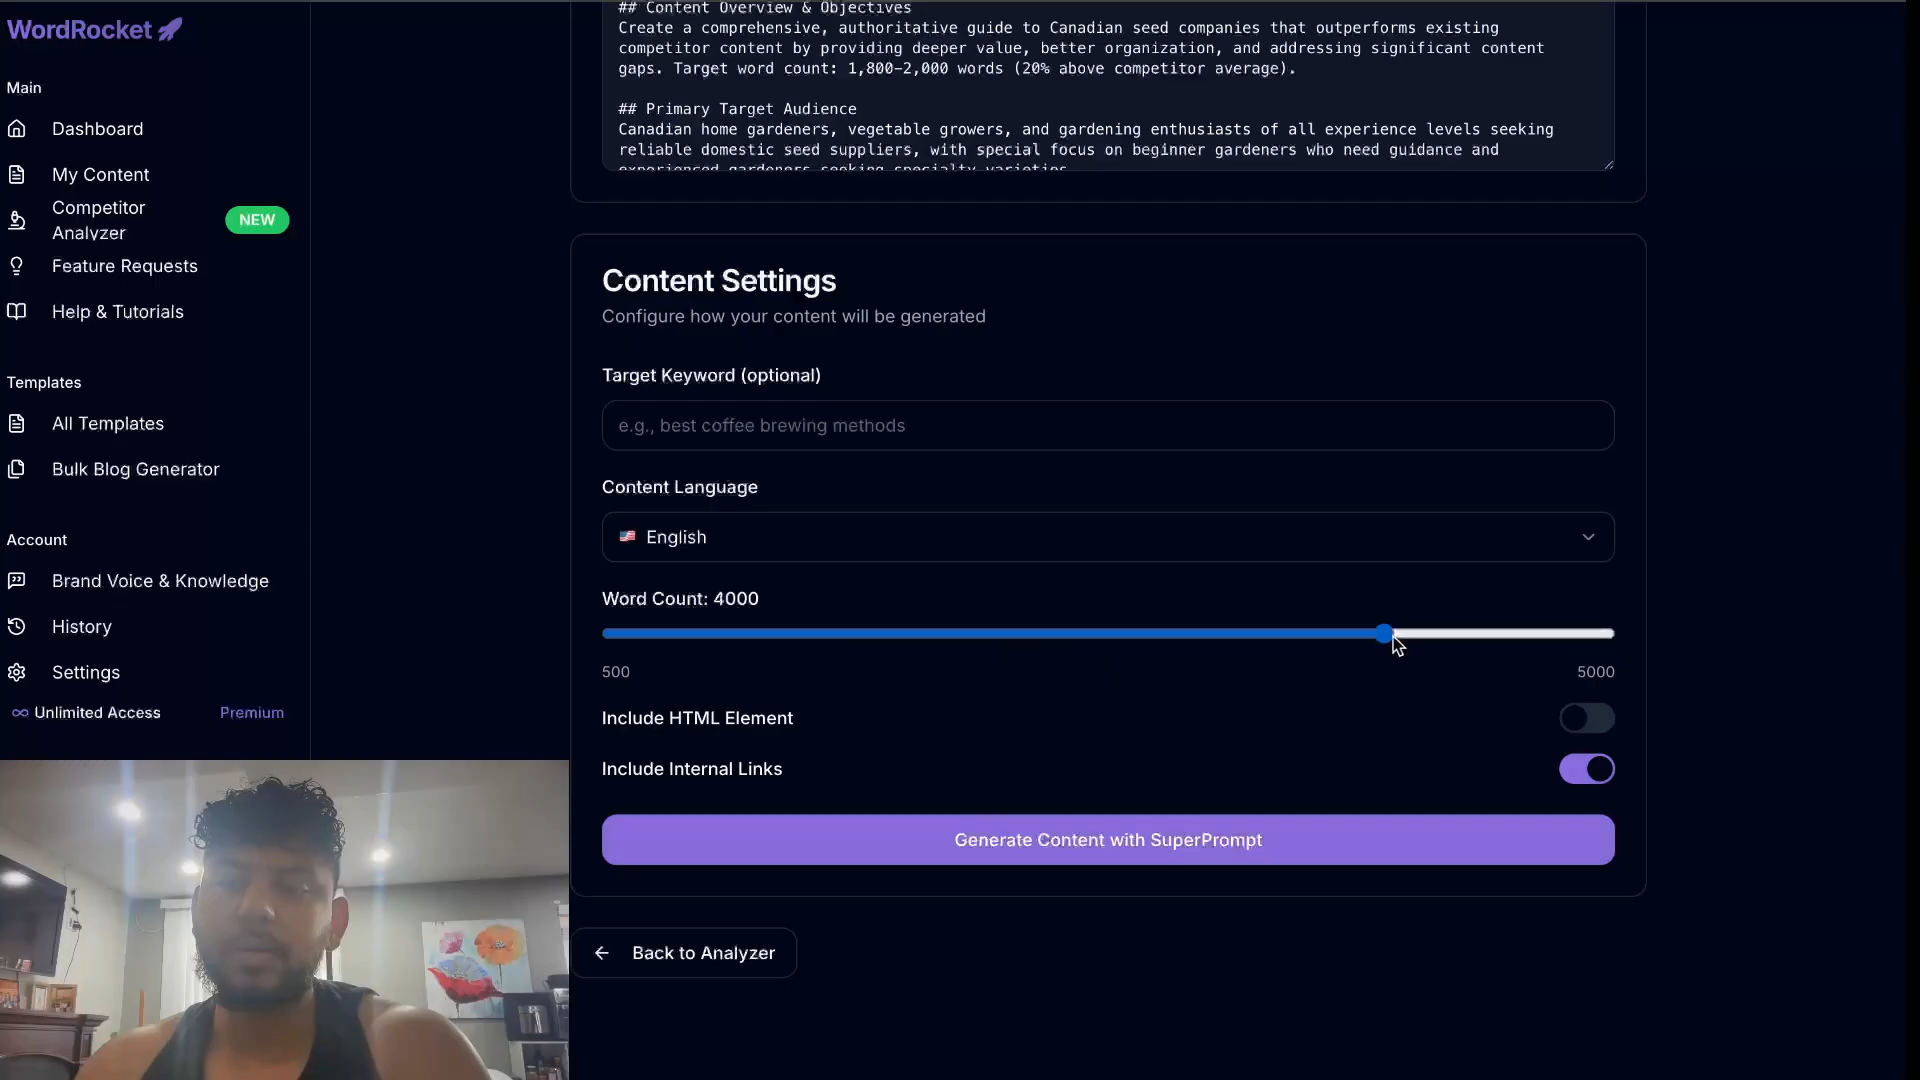 WordRocket
Main
Dashboard
My Content
Competitor
Analyzer
NEW
Feature Requests
Help & Tutorials
Templates
All Templates
Bulk Blog Generator
Account
Brand Voice & Knowledge
History
Settings
Unlimited Access
Premium
## Content Overview & Objectives
Create a comprehensive, authoritative guide to Canadian seed companies that outperforms existing
competitor content by providing deeper value, better organization, and addressing significant content
gaps. Target word count: 1,800-2,000 words (20% above competitor average).
## Primary Target Audience
Canadian home gardeners, vegetable growers, and gardening enthusiasts of all experience levels seeking
reliable domestic seed suppliers, with special focus on beginner gardeners who need guidance and
experienced gardeners seeking specialty varieties.
Content Settings
Configure how your content will be generated
Target Keyword (optional)
e.g., best coffee brewing methods
Content Language
English
Word Count: 4000
500
5000
Include HTML Element
Include Internal Links
Generate Content with SuperPrompt
Back to Analyzer